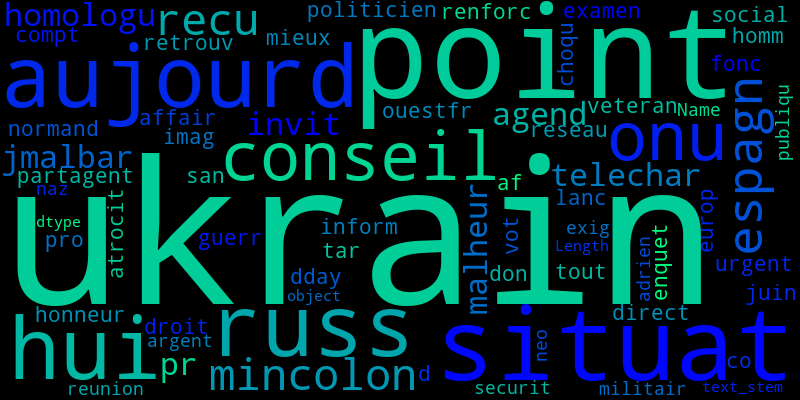 homologu
recu
politicien
renforc
examen
social
compt
retrouv
mieux
choqu
homm
aujourd
point
fonc
ouestfr
agend
veteran
Name
publiqu
normand
affair
imag
invit
reseau
onu
espagn
jmalbar
conseil
partagent
san
af
telechar
naz
ukrain
malheur
lanc
dtype
pro
atrocit
guerr
inform
tar
vot
exig
Length
europ
dday
object
don
tout
adrien
enquet
urgent
juin
honneur
droit
argent
russ
direct
hui
pr
mincolon
d
situat
neo
co
reunion
securit
militair
text_stem